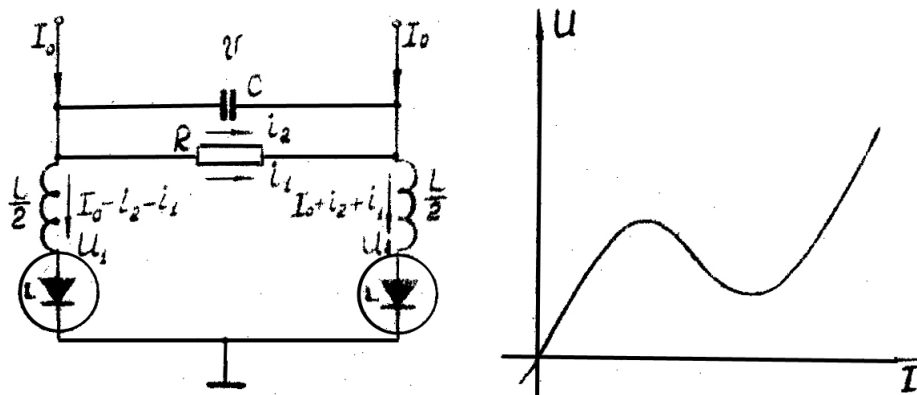 I₀
I₀
v
C
R
i₂
i₁
L/2
I₀-i₂-i₁
I₀+i₂+i₁
L/2
U₁
U₁
L
L
U
I